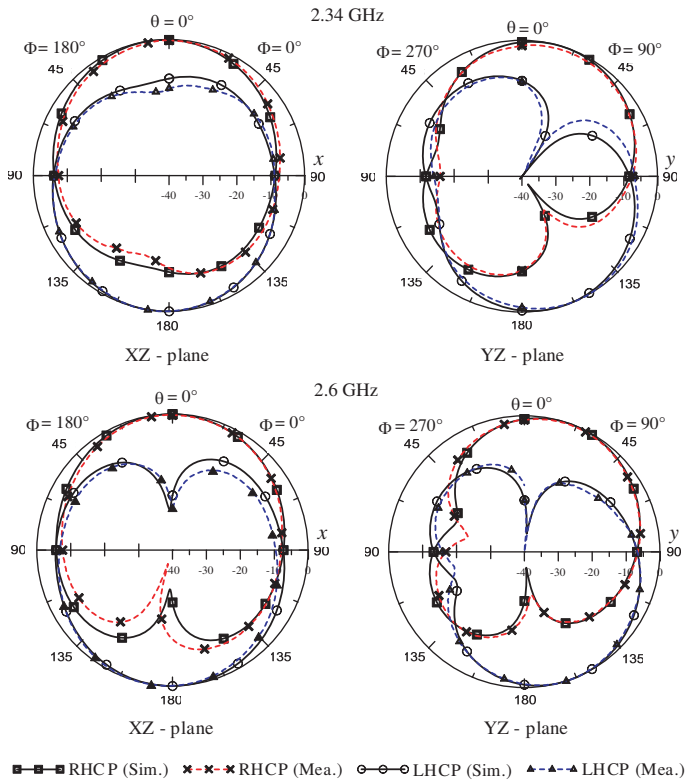 2.34 GHz
θ = 0°
Φ = 180°
Φ = 0°
45
45
x
90
90
-40
-30
-20
-10
0
135
135
180
XZ - plane
θ = 0°
Φ = 270°
Φ = 90°
45
45
y
90
90
-40
-30
-20
-10
0
135
135
180
YZ - plane
2.6 GHz
θ = 0°
Φ = 180°
Φ = 0°
45
45
x
90
90
-40
-30
-20
-10
0
135
135
180
XZ - plane
θ = 0°
Φ = 270°
Φ = 90°
45
45
y
90
90
-40
-30
-20
-10
0
135
135
180
YZ - plane
RHCP (Sim.)
RHCP (Mea.)
LHCP (Sim.)
LHCP (Mea.)